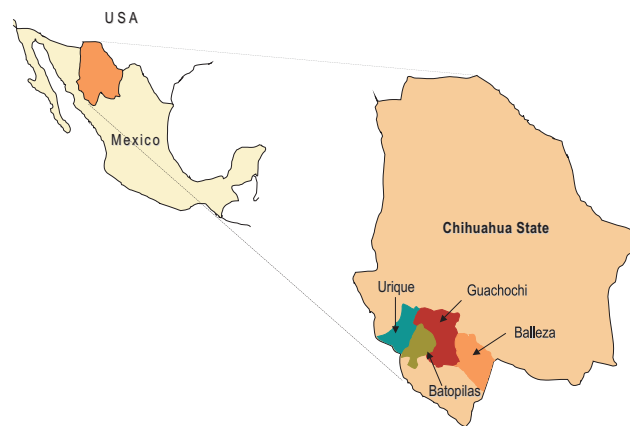 USA
Mexico
Chihuahua State
Urique
Guachochi
Balleza
Batopilas